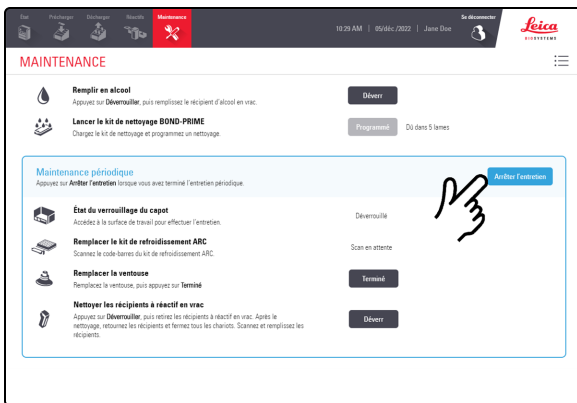 État Précharger Décharger Réactifs Maintenance
10:29 AM | 05/déc./2022 | Jane Doe
Se déconnecter
Leica
BIOSYSTEMS
MAINTENANCE
Remplir en alcool
Appuyez sur Déverrouiller, puis remplissez le récipient d'alcool en vrac.
Déverr
Lancer le kit de nettoyage BOND-PRIME
Chargez le kit de nettoyage et programmez un nettoyage.
Programmé Dû dans 5 lames
Maintenance périodique
Appuyez sur Arrêter l'entretien lorsque vous avez terminé l'entretien périodique.
Arrêter l'entretien
État du verrouillage du capot
Accédez à la surface de travail pour effectuer l'entretien.
Déverrouillé
Remplacer le kit de refroidissement ARC
Scannez le code-barres du kit de refroidissement ARC.
Scan en attente
Remplacer la ventouse
Remplacez la ventouse, puis appuyez sur Terminé
Terminé
Nettoyer les récipients à réactif en vrac
Appuyez sur Déverrouiller, puis retirez les récipients à réactif en vrac. Après le
nettoyage, retournez les récipients et fermez tous les chariots. Scannez et remplissez les
récipients.
Déverr